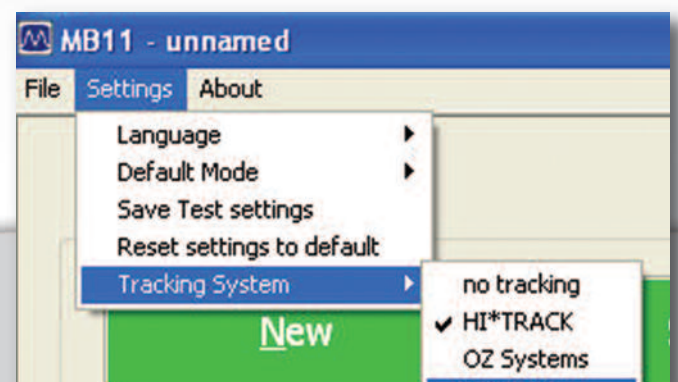 MB11 - unnamed
File Settings About
Language
Default Mode
Save Test settings
Reset settings to default
Tracking System
no tracking
New
HI*TRACK
OZ Systems